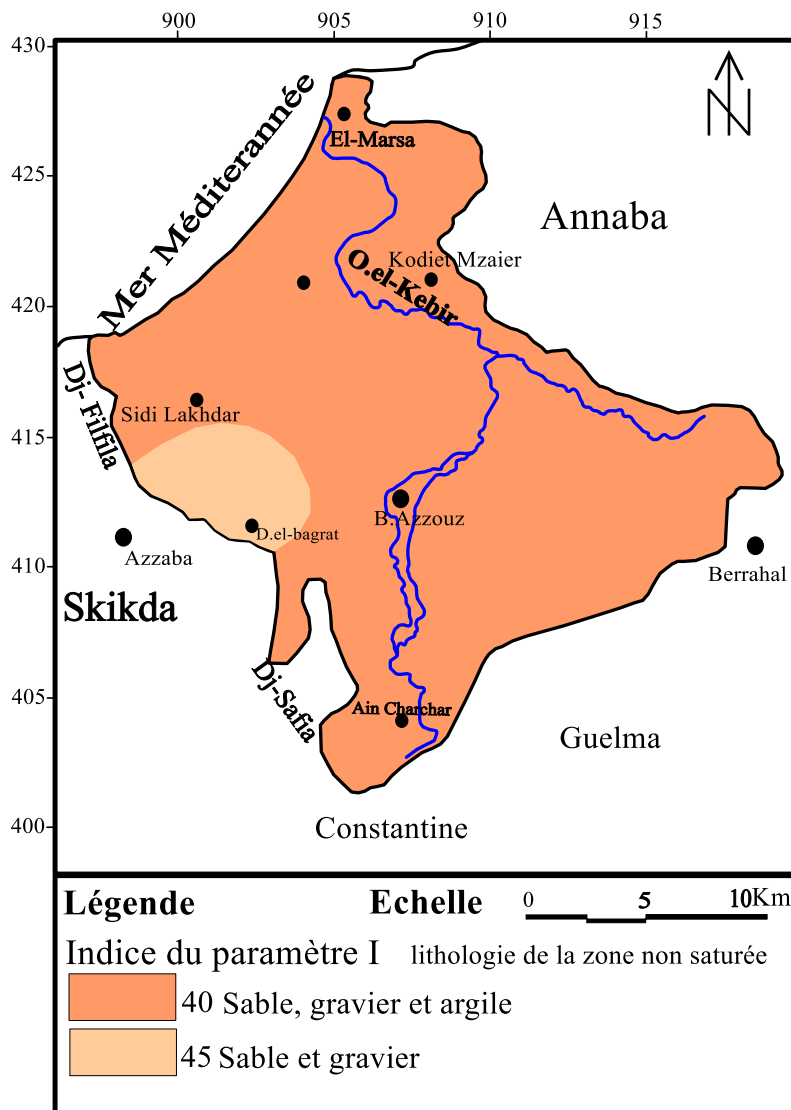 900 905 910 915
430
425
420
415
410
405
400
N
Mer Méditerannée
El-Marsa
Annaba
Kodiet Mzaier
O.el-Kebir
Dj- Filfila
Sidi Lakhdar
B.Azzouz
D.el-bagrat
Azzaba
Berrahal
Skikda
Dj-Safia
Ain Charchar
Guelma
Constantine
Légende
Echelle
0 5 10Km
Indice du paramètre I lithologie de la zone non saturée
40 Sable, gravier et argile
45 Sable et gravier